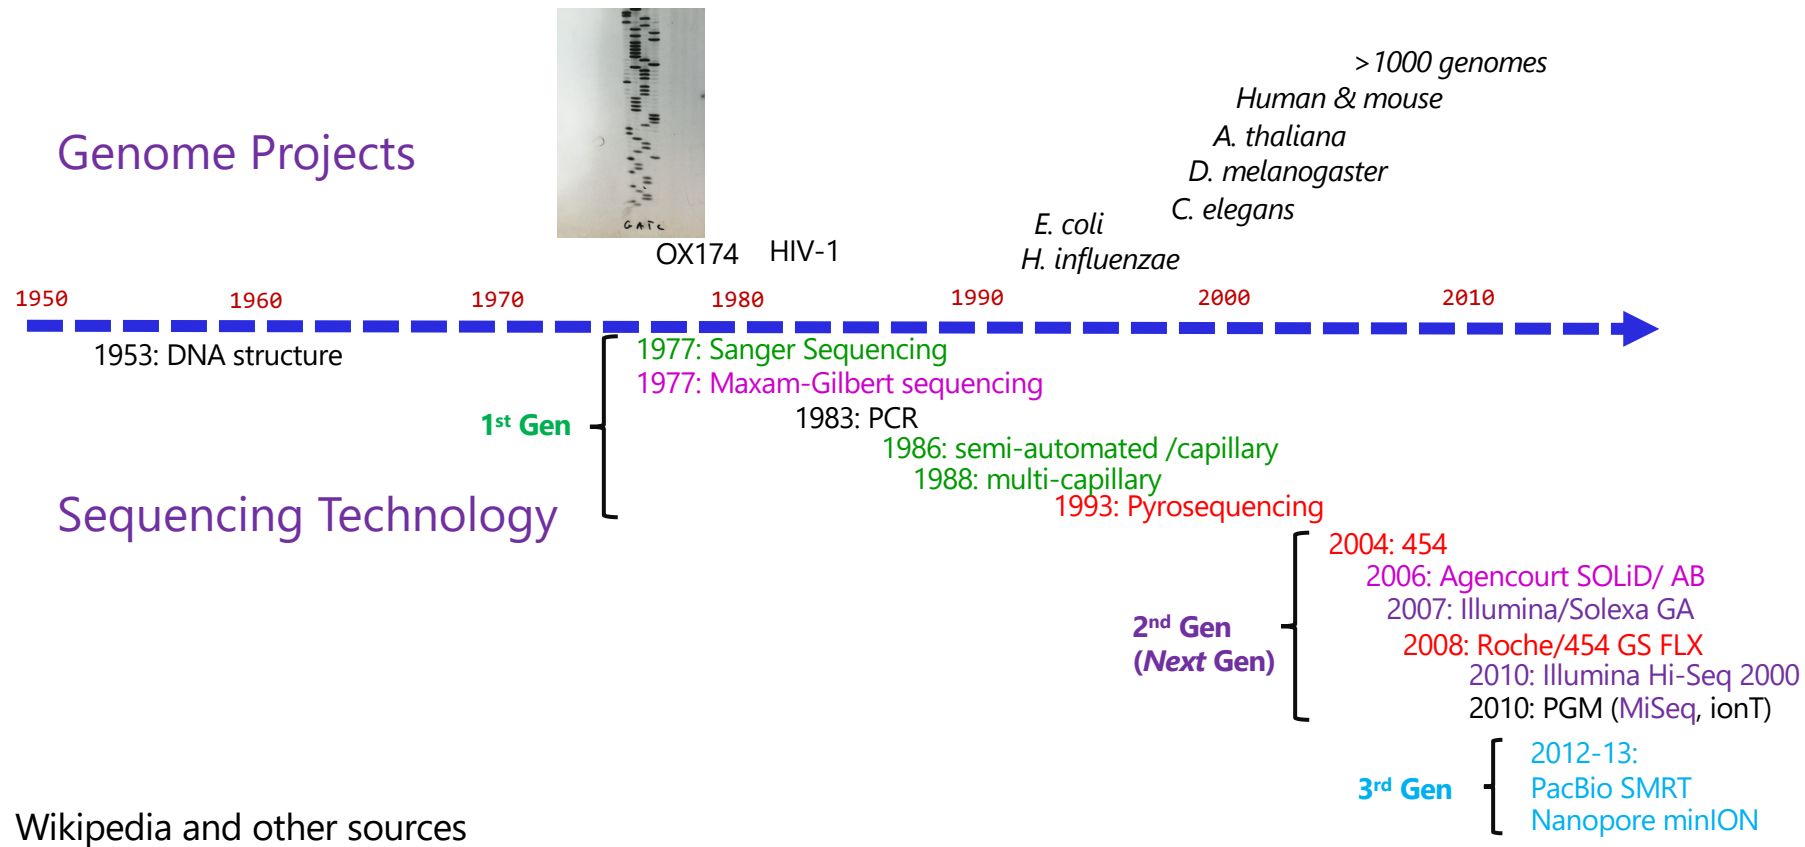 >1000 genomes
Human & mouse
Genome Projects
A. thaliana
D. melanogaster
C. elegans
E. coli
H. influenzae
G A T C
OX174
HIV-1
1950 1960 1970 1980 1990 2000 2010
1953: DNA structure
1977: Sanger Sequencing
1977: Maxam-Gilbert sequencing
1st Gen
1983: PCR
1986: semi-automated /capillary
1988: multi-capillary
1993: Pyrosequencing
Sequencing Technology
2004: 454
2006: Agencourt SOLiD/ AB
2007: Illumina/Solexa GA
2nd Gen
(Next Gen)
2008: Roche/454 GS FLX
2010: Illumina Hi-Seq 2000
2010: PGM (MiSeq, ionT)
3rd Gen
2012-13:
PacBio SMRT
Nanopore minION
Wikipedia and other sources